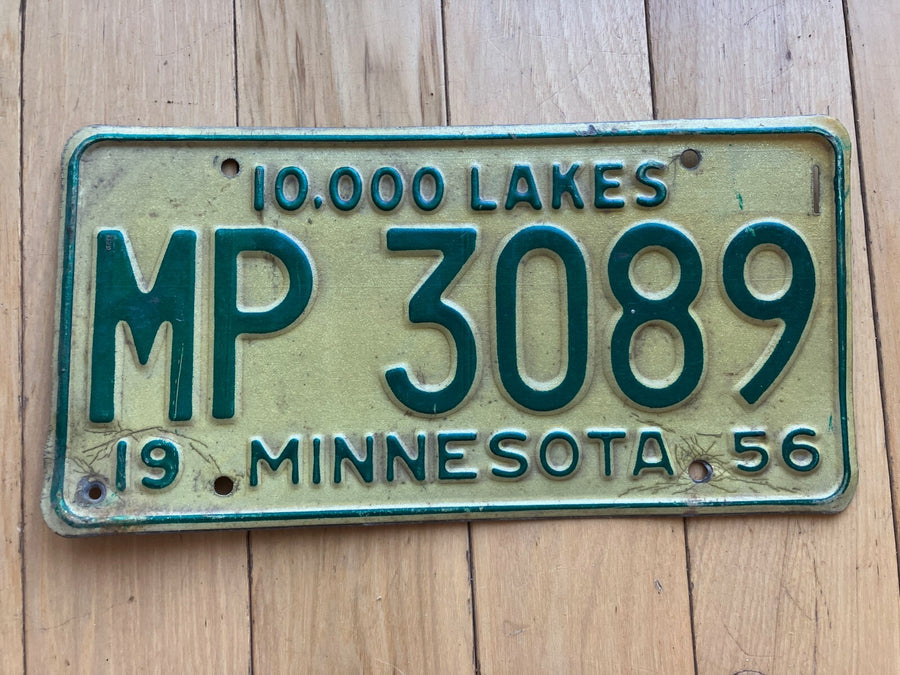 10,000 LAKES
MP 3089
19 MINNESOTA 56